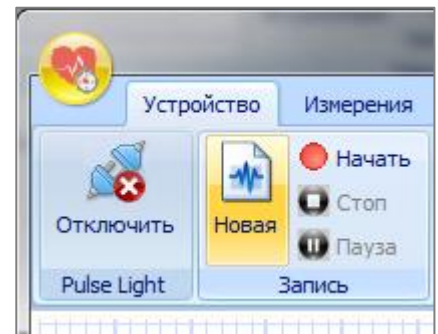 Устройство Измерения
Отключить
Pulse Light
Новая
Начать
Стоп
Пауза
Запись